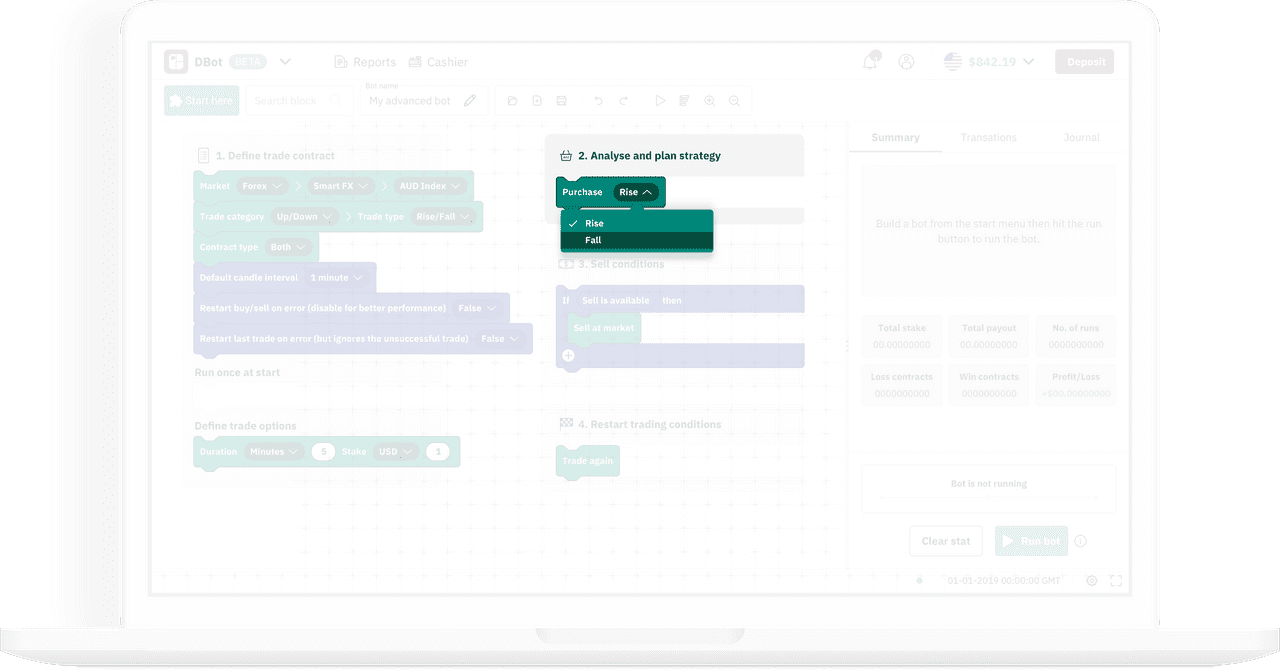 DBot BETA Reports Cashier $842.19 Deposit
Start here Search block Bot name My advanced bot
1. Define trade contract
Market Forex Smart FX AUD Index
Trade category Up/Down Trade type Rise/Fall
Contract type Both
Default candle interval 1 minute
Restart buy/sell on error (disable for better performance) False
Restart last trade on error (but ignores the unsuccessful trade) False
Run once at start
Define trade options
Duration Minutes 5 Stake USD 1
2. Analyse and plan strategy
Purchase Rise
Rise
Fall
3. Sell conditions
If Sell is available then
Sell at market
4. Restart trading conditions
Trade again
Summary Transations Journal
Build a bot from the start menu then hit the run
button to run the bot.
Total stake Total payout No. of runs
00.00000000 00.00000000 0000000000
Loss contracts Win contracts Profit/Loss
0000000000 0000000000 +$00.00000000
Bot is not running
Clear stat Run bot
01-01-2019 00:00:00 GMT